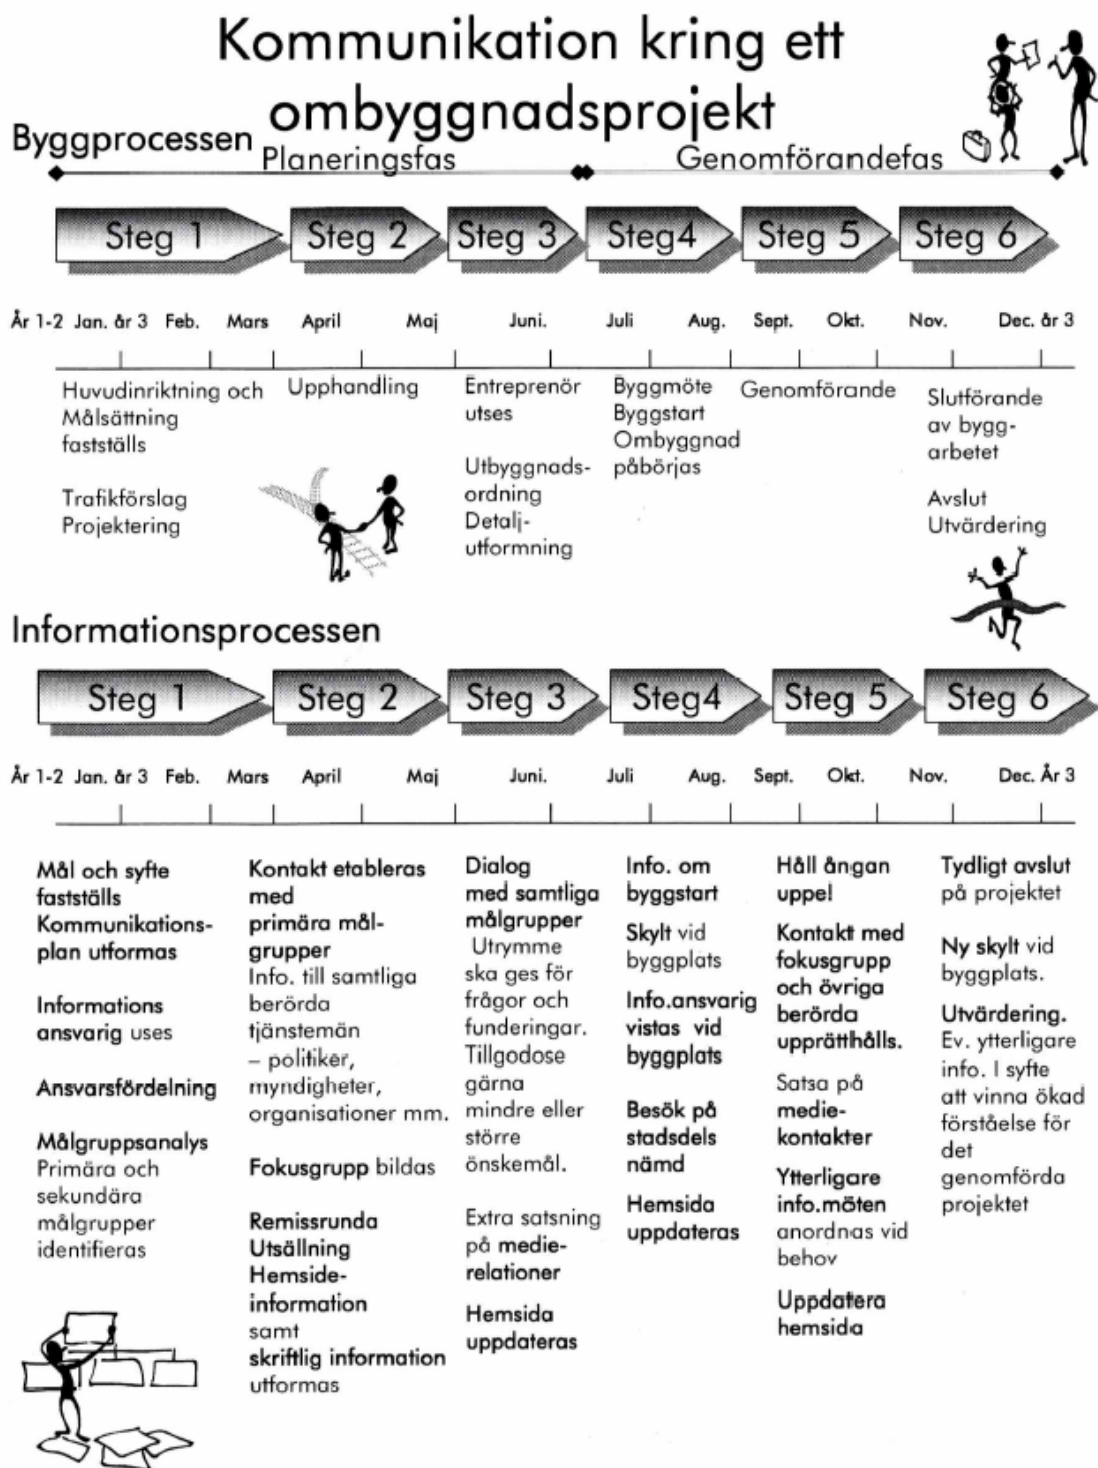 Kommunikation kring ett
ombyggnadsprojekt
Byggprocessen
Planeringsfas
Genomförandefas
Steg 1
Steg 2
Steg 3
Steg4
Steg 5
Steg 6
År 1-2 Jan. år 3 Feb. Mars April Maj Juni. Juli Aug. Sept. Okt. Nov. Dec. år 3
Huvudinriktning och
Målsättning
fastställs
Trafikförslag
Projektering
Upphandling
Entreprenör
utses
Utbyggnads-
ordning
Detalj-
utformning
Byggmöte
Byggstart
Ombyggnad
påbörjas
Genomförande
Slutförande
av bygg-
arbetet
Avslut
Utvärdering
Informationsprocessen
Steg 1
Steg 2
Steg 3
Steg4
Steg 5
Steg 6
År 1-2 Jan. år 3 Feb. Mars April Maj Juni. Juli Aug. Sept. Okt. Nov. Dec. År 3
Mål och syfte
fastställs
Kommunikations-
plan utformas
Informations
ansvarig uses
Ansvarsfördelning
Målgruppsanalys
Primära och
sekundära
målgrupper
identifieras
Kontakt etableras
med
primära mål-
grupper
Info. till samtliga
berörda
tjänstemän
– politiker,
myndigheter,
organisationer mm.
Fokusgrupp bildas
Remissrunda
Utsällning
Hemside-
information
samt
skriftlig information
utformas
Dialog
med samtliga
målgrupper
Utrymme
ska ges för
frågor och
funderingar.
Tillgodose
gärna
mindre eller
större
önskemål.
Extra satsning
på medie-
relationer
Hemsida
uppdateras
Info. om
byggstart
Skylt vid
byggplats
Info.ansvarig
vistas vid
byggplats
Besök på
stadsdels
nämd
Hemsida
uppdateras
Håll ångan
uppe!
Kontakt med
fokusgrupp
och övriga
berörda
upprätthålls.
Satsa på
medie-
kontakter
Ytterligare
info.möten
anordnas vid
behov
Uppdatera
hemsida
Tydligt avslut
på projektet
Ny skylt vid
byggplats.
Utvärdering.
Ev. ytterligare
info. I syfte
att vinna ökad
förståelse för
det
genomförda
projektet